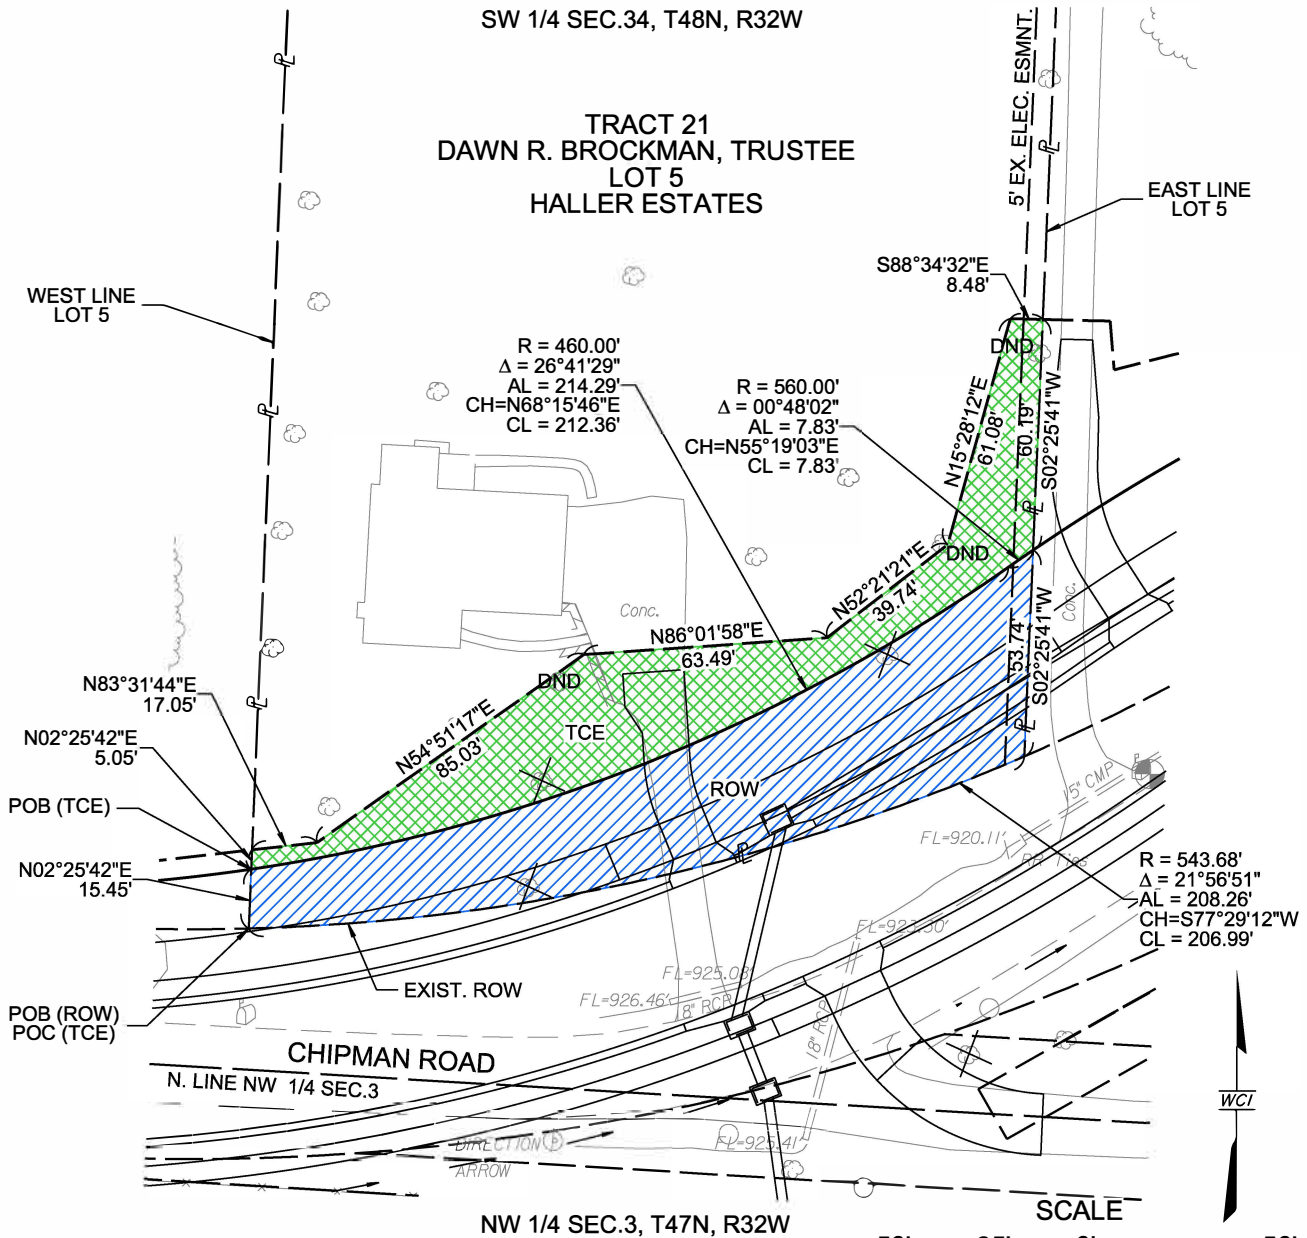 SW 1/4 SEC.34, T48N, R32W
5' EX. ELEC. ESMNT.
TRACT 21
DAWN R. BROCKMAN, TRUSTEE
LOT 5
HALLER ESTATES
EAST LINE
LOT 5
WEST LINE
LOT 5
S88°34'32"E
8.48'
R = 460.00'
Δ = 26°41'29"
AL = 214.29'
CH=N68°15'46"E
CL = 212.36'
R = 560.00'
Δ = 00°48'02"
AL = 7.83'
CH=N55°19'03"E
CL = 7.83'
DND
N15°28'12"E
61.08'
60.19'
S02°25'41"W
DND
N52°21'21"E
39.74'
Conc.
Conc.
N86°01'58"E
63.49'
53.74'
S02°25'41"W
DND
N83°31'44"E
17.05'
N54°51'17"E
85.03'
TCE
N02°25'42"E
5.05'
POB (TCE)
ROW
15" CMP
FL=920.11'
RR Ties
N02°25'42"E
15.45'
R = 543.68'
Δ = 21°56'51"
AL = 208.26'
CH=S77°29'12"W
CL = 206.99'
EXIST. ROW
FL=925.08'
FL=926.46'
18" RCP
18" RCP
POB (ROW)
POC (TCE)
CHIPMAN ROAD
N. LINE NW 1/4 SEC.3
WCI
DIRECTION
ARROW
FL=925.41'
SCALE
NW 1/4 SEC.3, T47N, R32W